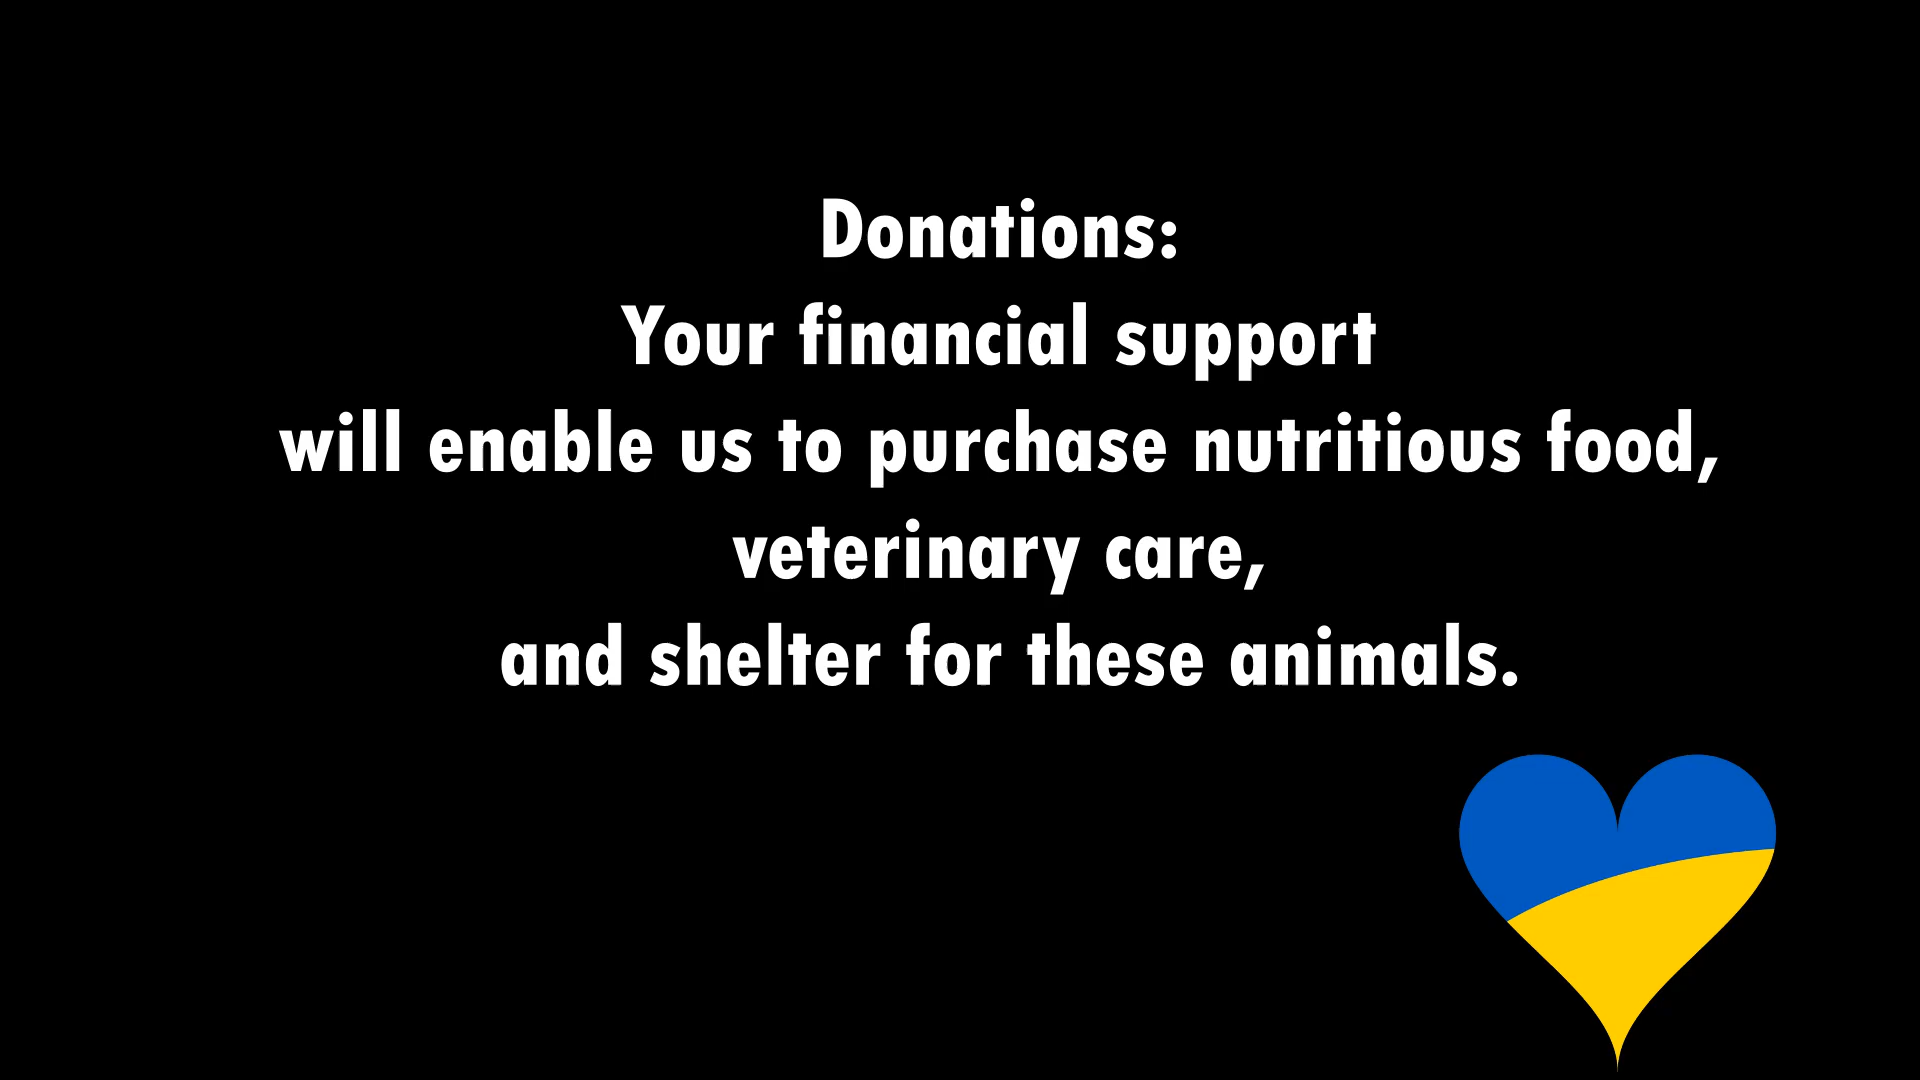 Donations:
Your financial support
will enable us to purchase nutritious food,
veterinary care,
and shelter for these animals.